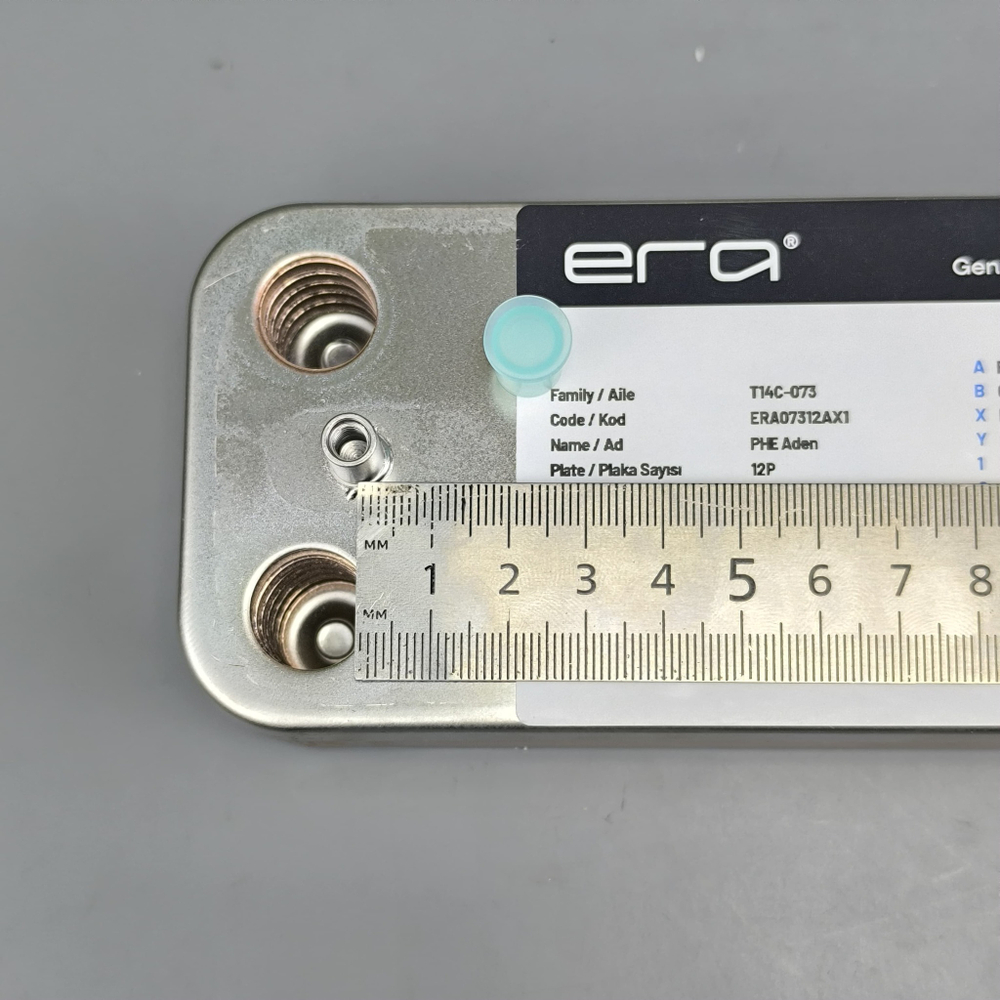 era®
Gen
Family / Aile T14C-073 A
Code / Kod ERA07312AX1 B
Name / Ad PHE Aden X
Plate / Plaka Sayısı 12P Y
1
MM
1 2 3 4 5 6 7 8
MM